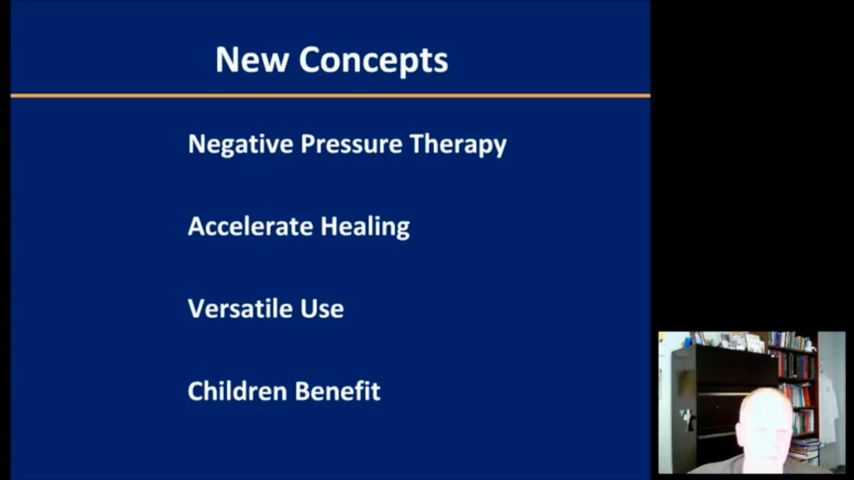 New Concepts
Negative Pressure Therapy
Accelerate Healing
Versatile Use
Children Benefit